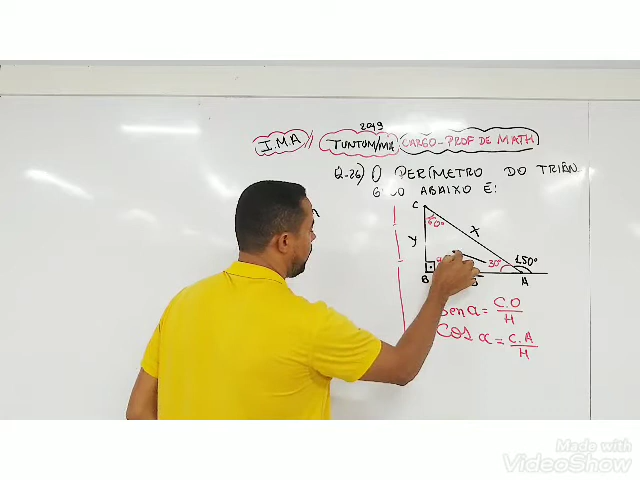 2019
I.M.A // TUNTUM/MA CARGO-PROF DE MATH
Q-26) O PERÍMETRO DO TRIÂN
ABAIXO É:
C
60°
X
Y
30° 150°
B A
Sen α = C.O/H
COS α = C.A/H
Made with
VideoShow